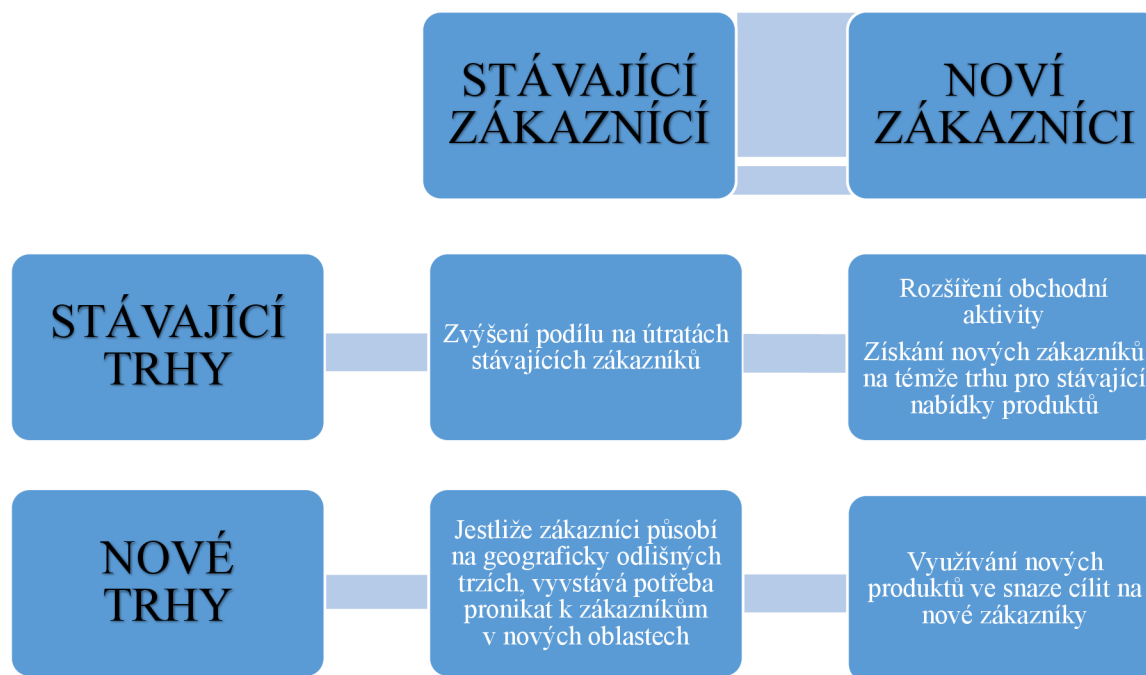 STÁVAJÍCÍ
ZÁKAZNÍCÍ
NOVÍ
ZÁKAZNÍCI
STÁVAJÍCÍ
TRHY
Zvýšení podílu na útratách
stávajících zákazníků
Rozšíření obchodní
aktivity
Získání nových zákazníků
na témže trhu pro stávající
nabídky produktů
NOVÉ
TRHY
Jestliže zákazníci působí
na geograficky odlišných
trzích, vyvstává potřeba
pronikat k zákazníkům
v nových oblastech
Využívání nových
produktů ve snaze cílit na
nové zákazníky